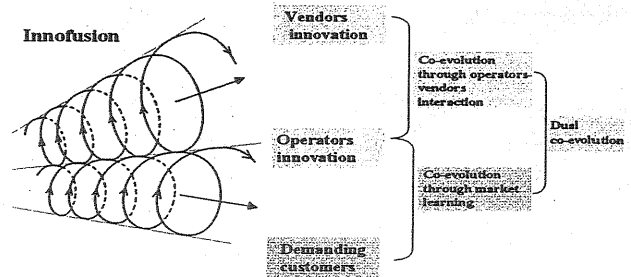 Innofusion
Vendors
innovation
Operators
innovation
Demanding
customers
Co-evolution
through operators-
vendors
interaction
Co-evolution
through market
learning
Dual
co-evolution